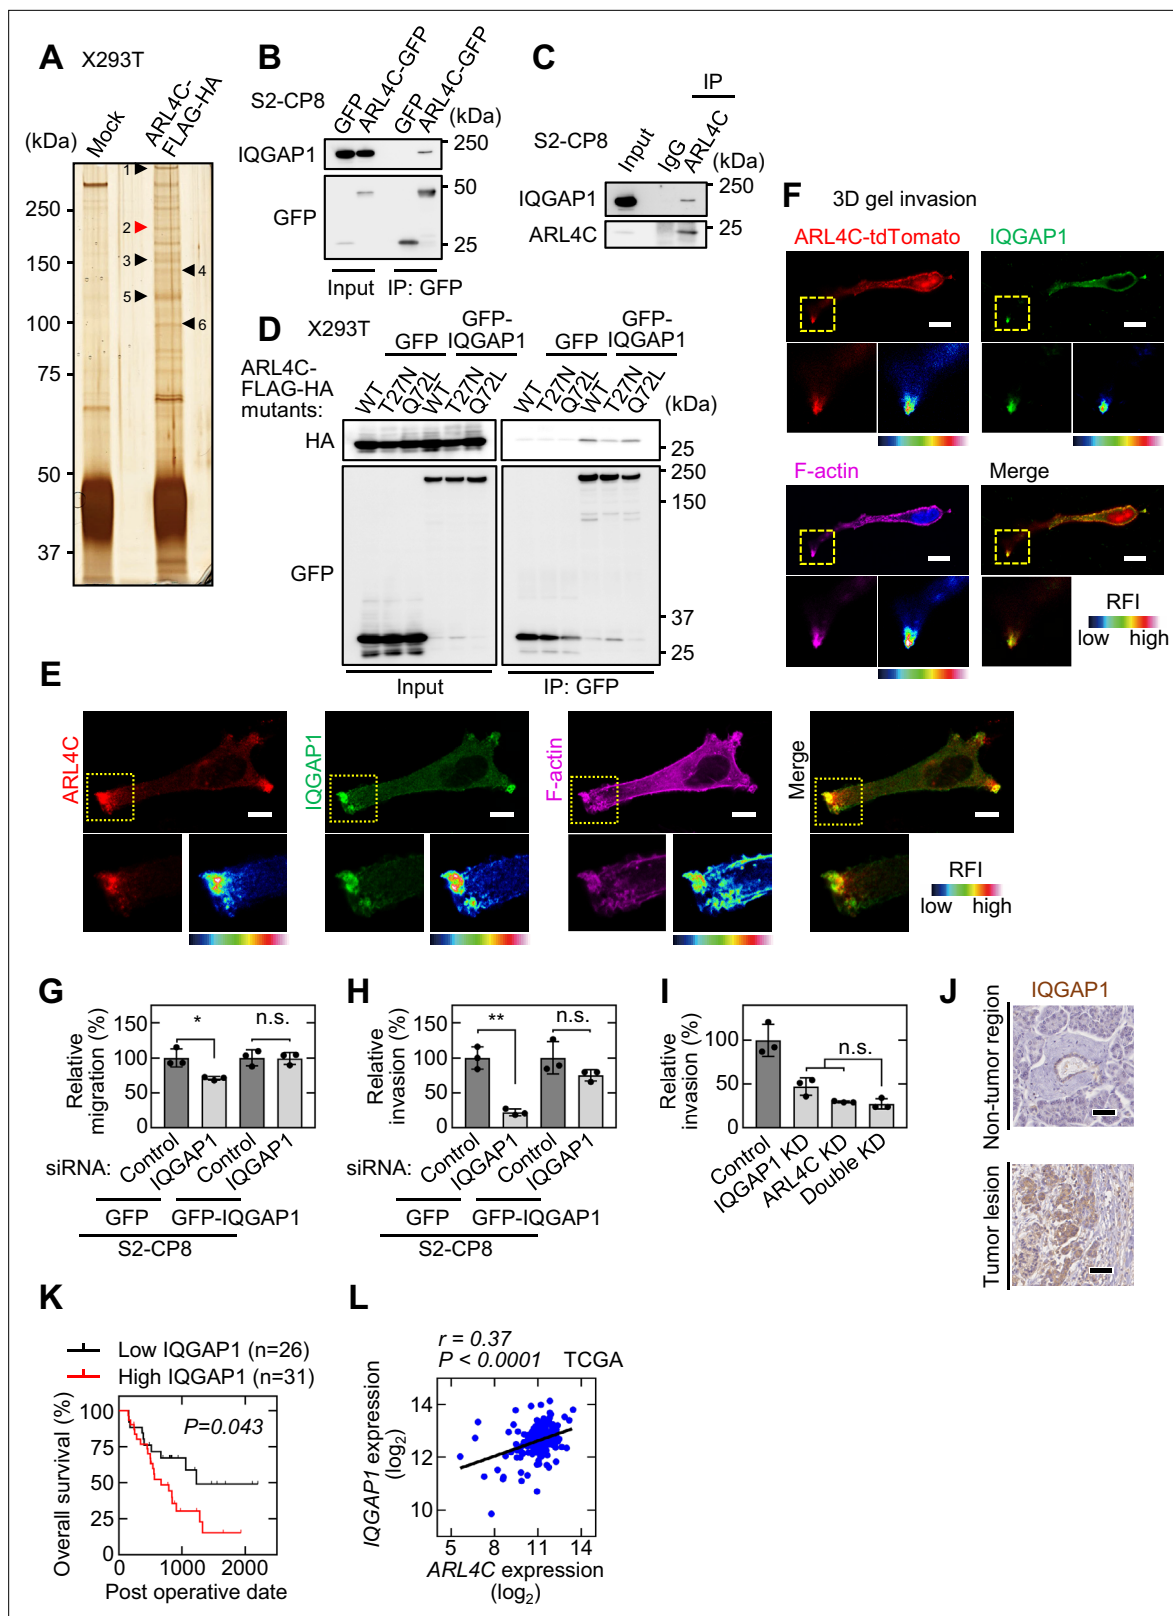 A
X293T
Mock
ARL4C-
FLAG-HA
(kDa)
250
150
100
75
50
37
1
2
3
4
5
6
B
S2-CP8
GFP
ARL4C-GFP
GFP
ARL4C-GFP
(kDa)
IQGAP1
250
GFP
50
25
Input
IP: GFP
C
IP
S2-CP8
Input
IgG
ARL4C
(kDa)
IQGAP1
250
ARL4C
25
D
X293T
GFP
GFP-
IQGAP1
GFP
GFP-
IQGAP1
ARL4C-
FLAG-HA
mutants:
WT
T27N
Q72L
WT
T27N
Q72L
WT
T27N
Q72L
WT
T27N
Q72L
(kDa)
HA
25
GFP
250
150
37
25
Input
IP: GFP
E
ARL4C
IQGAP1
F-actin
Merge
RFI
low high
F
3D gel invasion
ARL4C-tdTomato
IQGAP1
F-actin
Merge
RFI
low high
G
Relative
migration (%)
150
100
50
0
*
n.s.
siRNA:
Control
IQGAP1
Control
IQGAP1
GFP
GFP-IQGAP1
S2-CP8
H
Relative
invasion (%)
150
100
50
0
**
n.s.
siRNA:
Control
IQGAP1
Control
IQGAP1
GFP
GFP-IQGAP1
S2-CP8
I
Relative
invasion (%)
100
50
0
n.s.
Control
IQGAP1 KD
ARL4C KD
Double KD
J
IQGAP1
Non-tumor region
Tumor lesion
K
Low IQGAP1 (n=26)
High IQGAP1 (n=31)
Overall survival (%)
100
75
50
25
0
P=0.043
0 1000 2000
Post operative date
L
r = 0.37
P < 0.0001
TCGA
IQGAP1 expression
(log2)
14
12
10
5 8 11 14
ARL4C expression
(log2)